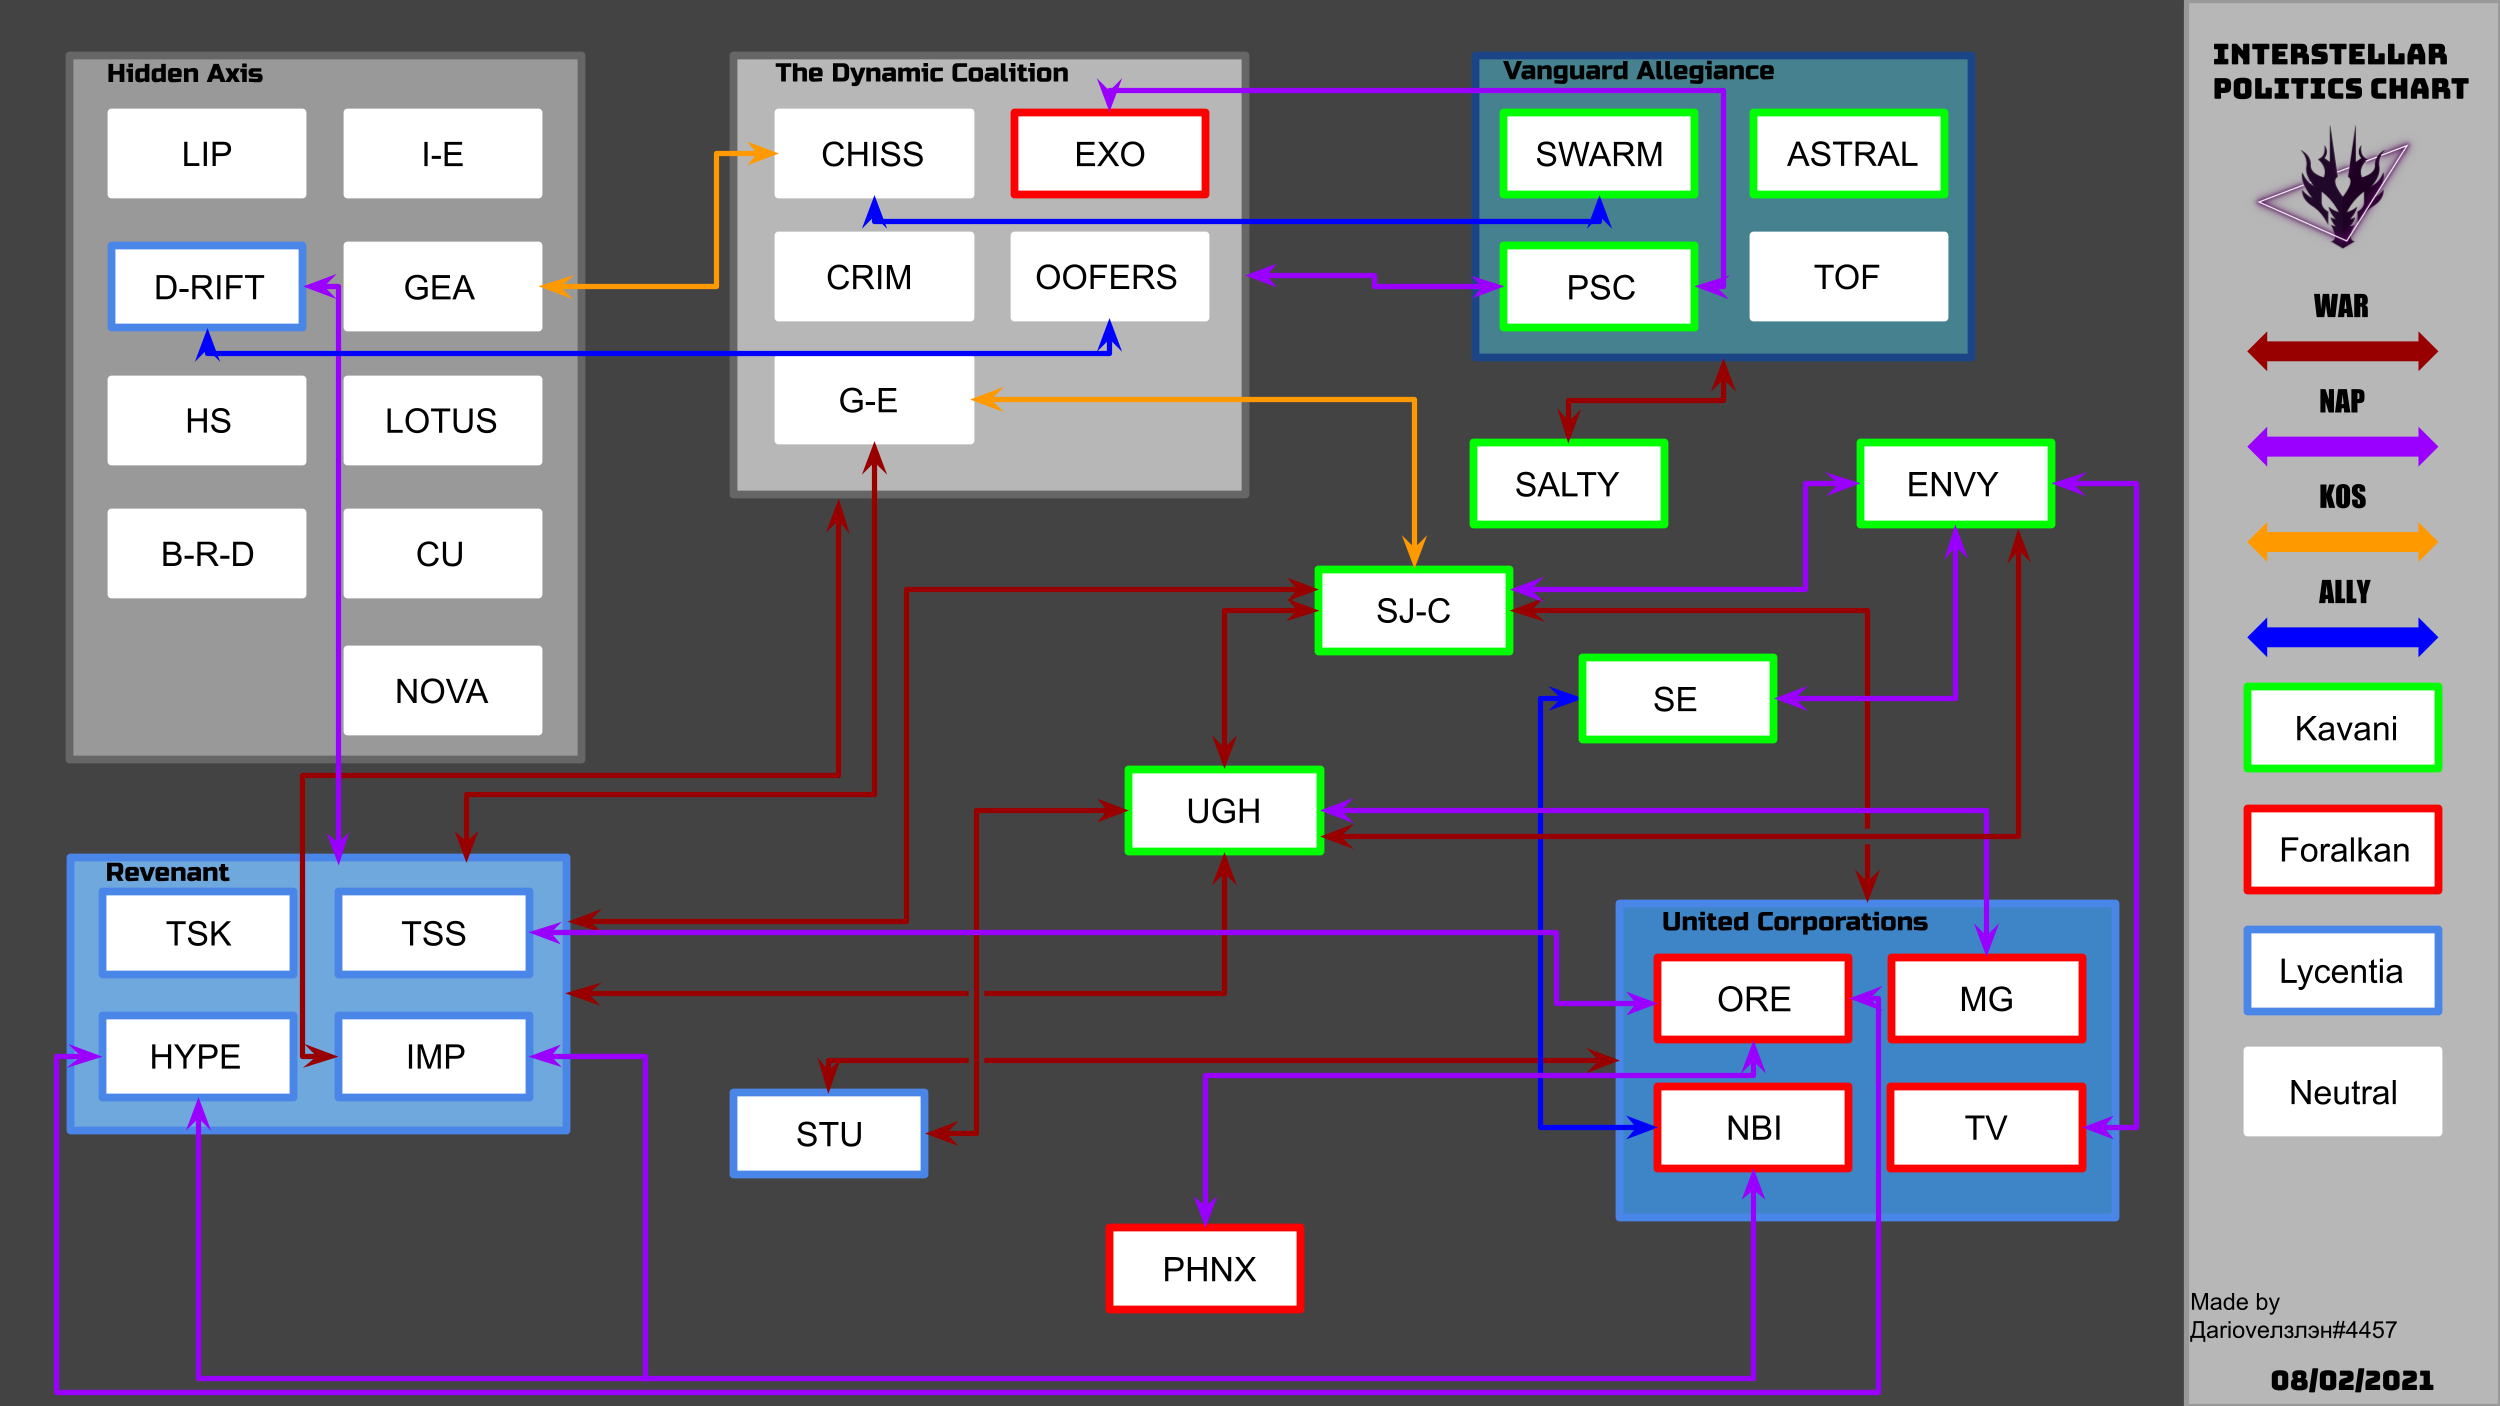 Hidden Axis
LIP
I-E
D-RIFT
GEA
HS
LOTUS
B-R-D
CU
NOVA
The Dynamic Coalition
CHISS
EXO
CRIM
OOFERS
G-E
Vanguard Allegiance
SWARM
ASTRAL
PSC
TOF
SALTY
ENVY
SJ-C
SE
UGH
Revenant
TSK
TSS
HYPE
IMP
STU
PHNX
United Corporations
ORE
MG
NBI
TV
INTERSTELLAR
POLITICS CHART
WAR
NAP
KOS
ALLY
Kavani
Foralkan
Lycentia
Neutral
Made by
Дariovелзэн#4457
08/02/2021